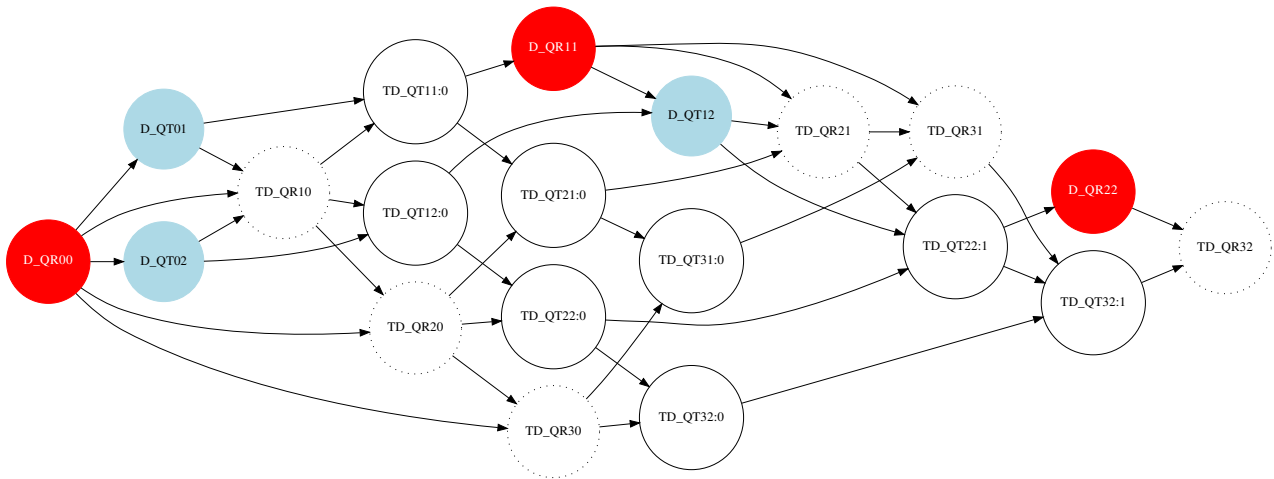 D_QR00
D_QT01
D_QT02
TD_QR10
TD_QT11:0
TD_QT12:0
TD_QR20
D_QR11
TD_QT21:0
TD_QT22:0
TD_QR30
D_QT12
TD_QT31:0
TD_QT32:0
TD_QR21
TD_QR31
TD_QT22:1
D_QR22
TD_QT32:1
TD_QR32